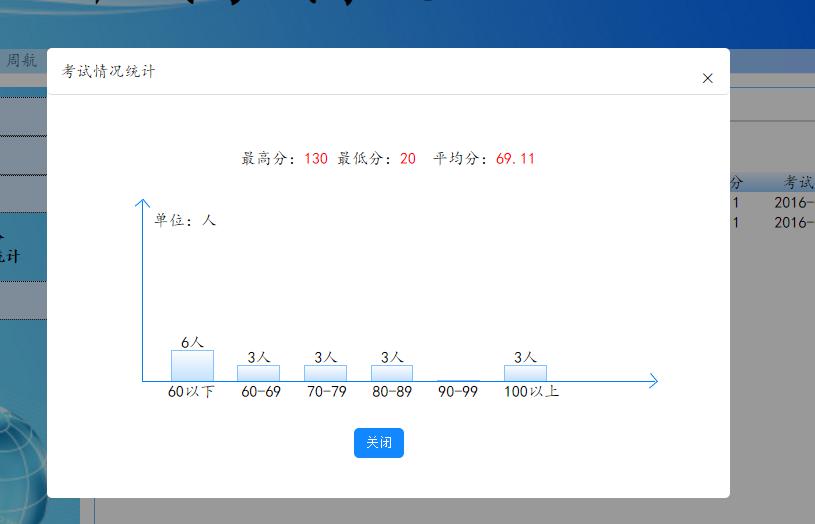 周航
考试情况统计
×
最高分：130 最低分：20 平均分：69.11
单位：人
6人 3人 3人 3人 3人
60以下 60-69 70-79 80-89 90-99 100以上
关闭
分 考试
1 2016-
1 2016-
计